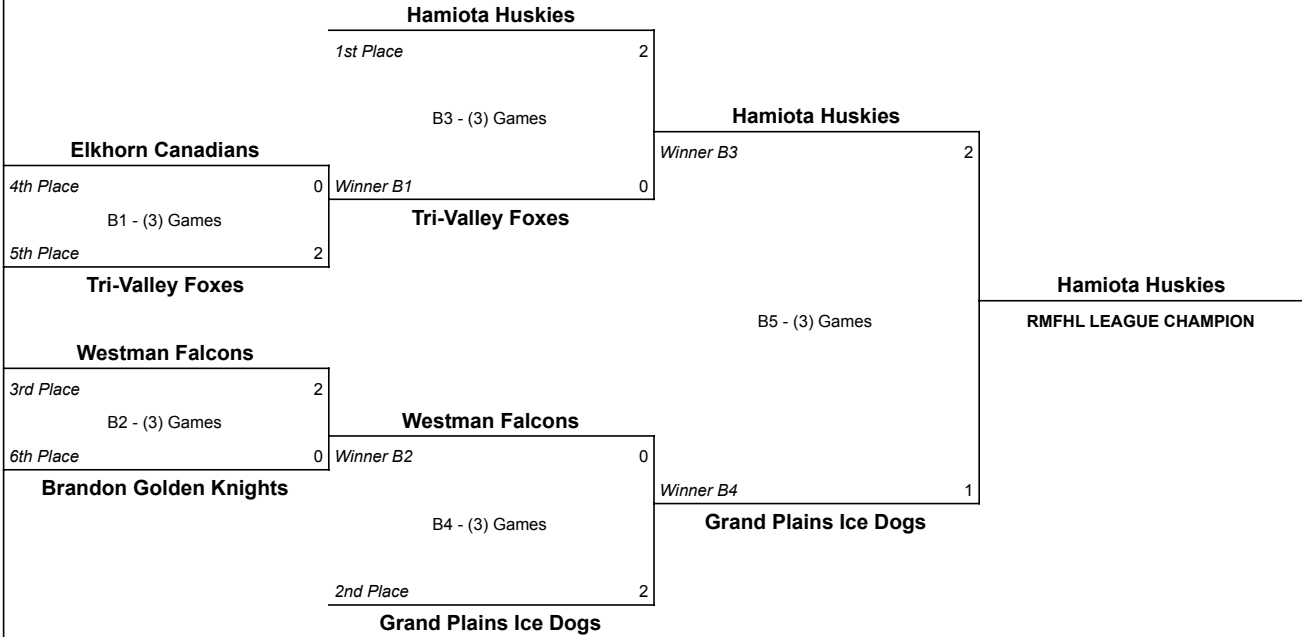 Hamiota Huskies
1st Place 2
B3 - (3) Games
Hamiota Huskies
Elkhorn Canadians
Winner B3 2
4th Place 0
Winner B1 0
B1 - (3) Games
Tri-Valley Foxes
5th Place 2
Tri-Valley Foxes
Hamiota Huskies
B5 - (3) Games
RMFHL LEAGUE CHAMPION
Westman Falcons
3rd Place 2
B2 - (3) Games
Westman Falcons
6th Place 0
Winner B2 0
Brandon Golden Knights
Winner B4 1
B4 - (3) Games
Grand Plains Ice Dogs
2nd Place 2
Grand Plains Ice Dogs